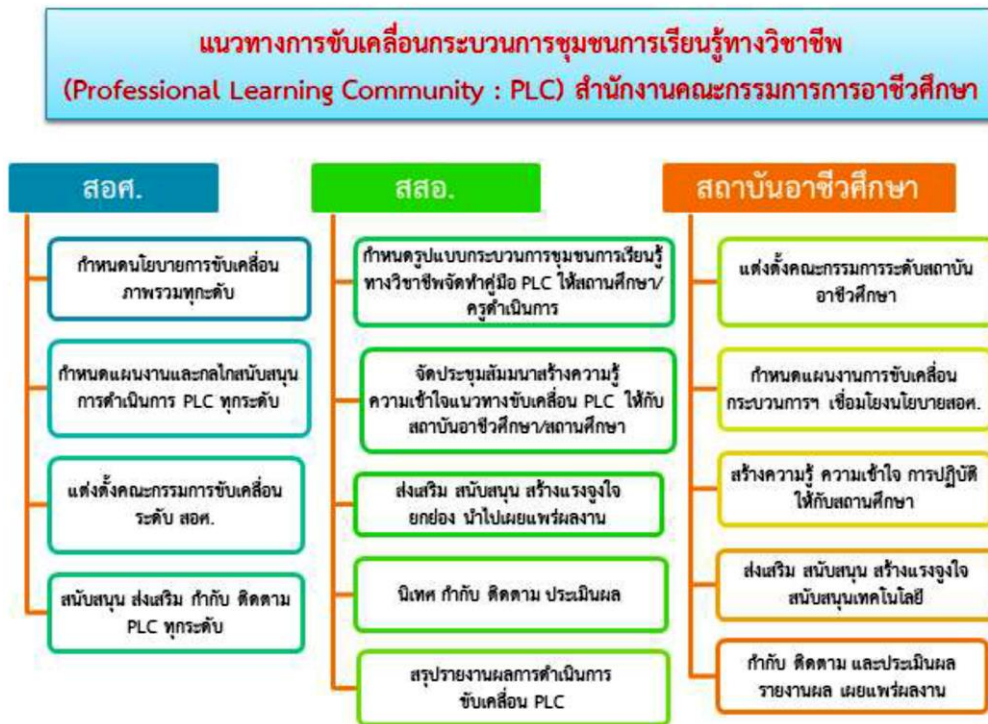 แนวทางการขับเคลื่อนกระบวนการชุมชนการเรียนรู้ทางวิชาชีพ
(Professional Learning Community : PLC) สำนักงานคณะกรรมการการอาชีวศึกษา
สอศ.
กำหนดนโยบายการขับเคลื่อน
ภาพรวมทุกะดับ
กำหนดแผนงานและกลไกสนับสนุน
การดำเนินการ PLC ทุกระดับ
แต่งตั้งคณะกรรมการขับเคลื่อน
ระดับ สอศ.
สนับสนุน ส่งเสริม กำกับ ติดตาม
PLC ทุกระดับ
สสอ.
กำหนดรูปแบบกระบวนการชุมชนการเรียนรู้
ทางวิชาชีพจัดทำคู่มือ PLC ให้สถานศึกษา/
ครูดำเนินการ
จัดประชุมสัมมนาสร้างความรู้
ความเข้าใจแนวทางขับเคลื่อน PLC ให้กับ
สถาบันอาชีวศึกษา/สถานศึกษา
ส่งเสริม สนับสนุน สร้างแรงจูงใจ
ยกย่อง นำไปเผยแพร่ผลงาน
นิเทศ กำกับ ติดตาม ประเมินผล
สรุปรายงานผลการดำเนินการ
ขับเคลื่อน PLC
สถาบันอาชีวศึกษา
แต่งตั้งคณะกรรมการระดับสถาบัน
อาชีวศึกษา
กำหนดแผนงานการขับเคลื่อน
กระบวนการฯ เชื่อมโยงนโยบายสอศ.
สร้างความรู้ ความเข้าใจ การปฏิบัติ
ให้กับสถานศึกษา
ส่งเสริม สนับสนุน สร้างแรงจูงใจ
สนับสนุนเทคโนโลยี
กำกับ ติดตาม และประเมินผล
รายงานผล เผยแพร่ผลงาน